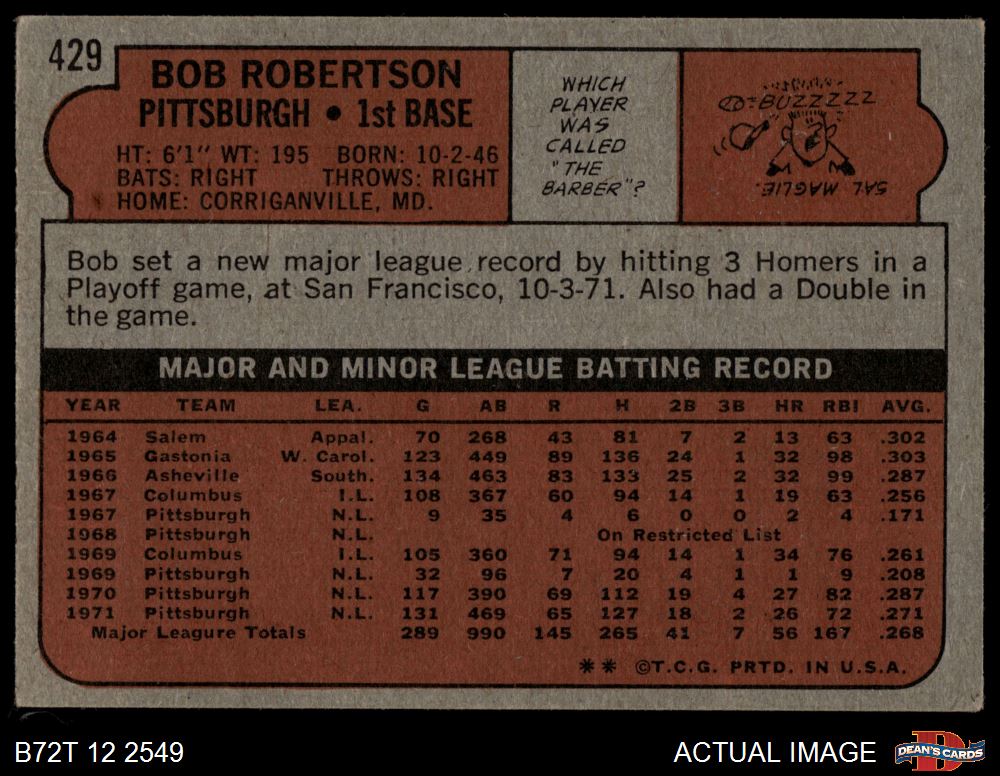 429
BOB ROBERTSON
PITTSBURGH • 1st BASE
HT: 6'1" WT: 195 BORN: 10-2-46
BATS: RIGHT THROWS: RIGHT
HOME: CORRIGANVILLE, MD.
WHICH
PLAYER
WAS
CALLED
"THE
BARBER"?
BUZZZZZ
SAL MAGLIE.
Bob set a new major league record by hitting 3 Homers in a
Playoff game, at San Francisco, 10-3-71. Also had a Double in
the game.
MAJOR AND MINOR LEAGUE BATTING RECORD
YEAR TEAM LEA. G AB R H 2B 3B HR RBI AVG.
1964 Salem Appal. 70 268 43 81 7 2 13 63 .302
1965 Gastonia W. Carol. 123 449 89 136 24 1 32 98 .303
1966 Asheville South. 134 463 83 133 25 2 32 99 .287
1967 Columbus I.L. 108 367 60 94 14 1 19 63 .256
1967 Pittsburgh N.L. 9 35 4 6 0 0 2 4 .171
1968 Pittsburgh N.L. On Restricted List
1969 Columbus I.L. 105 360 71 94 14 1 34 76 .261
1969 Pittsburgh N.L. 32 96 7 20 4 1 1 9 .208
1970 Pittsburgh N.L. 117 390 69 112 19 4 27 82 .287
1971 Pittsburgh N.L. 131 469 65 127 18 2 26 72 .271
Major League Totals 289 990 145 265 41 7 56 167 .268
** ©T.C.G. PRTD. IN U.S.A.
B72T 12 2549
ACTUAL IMAGE
DEAN'S CARDS